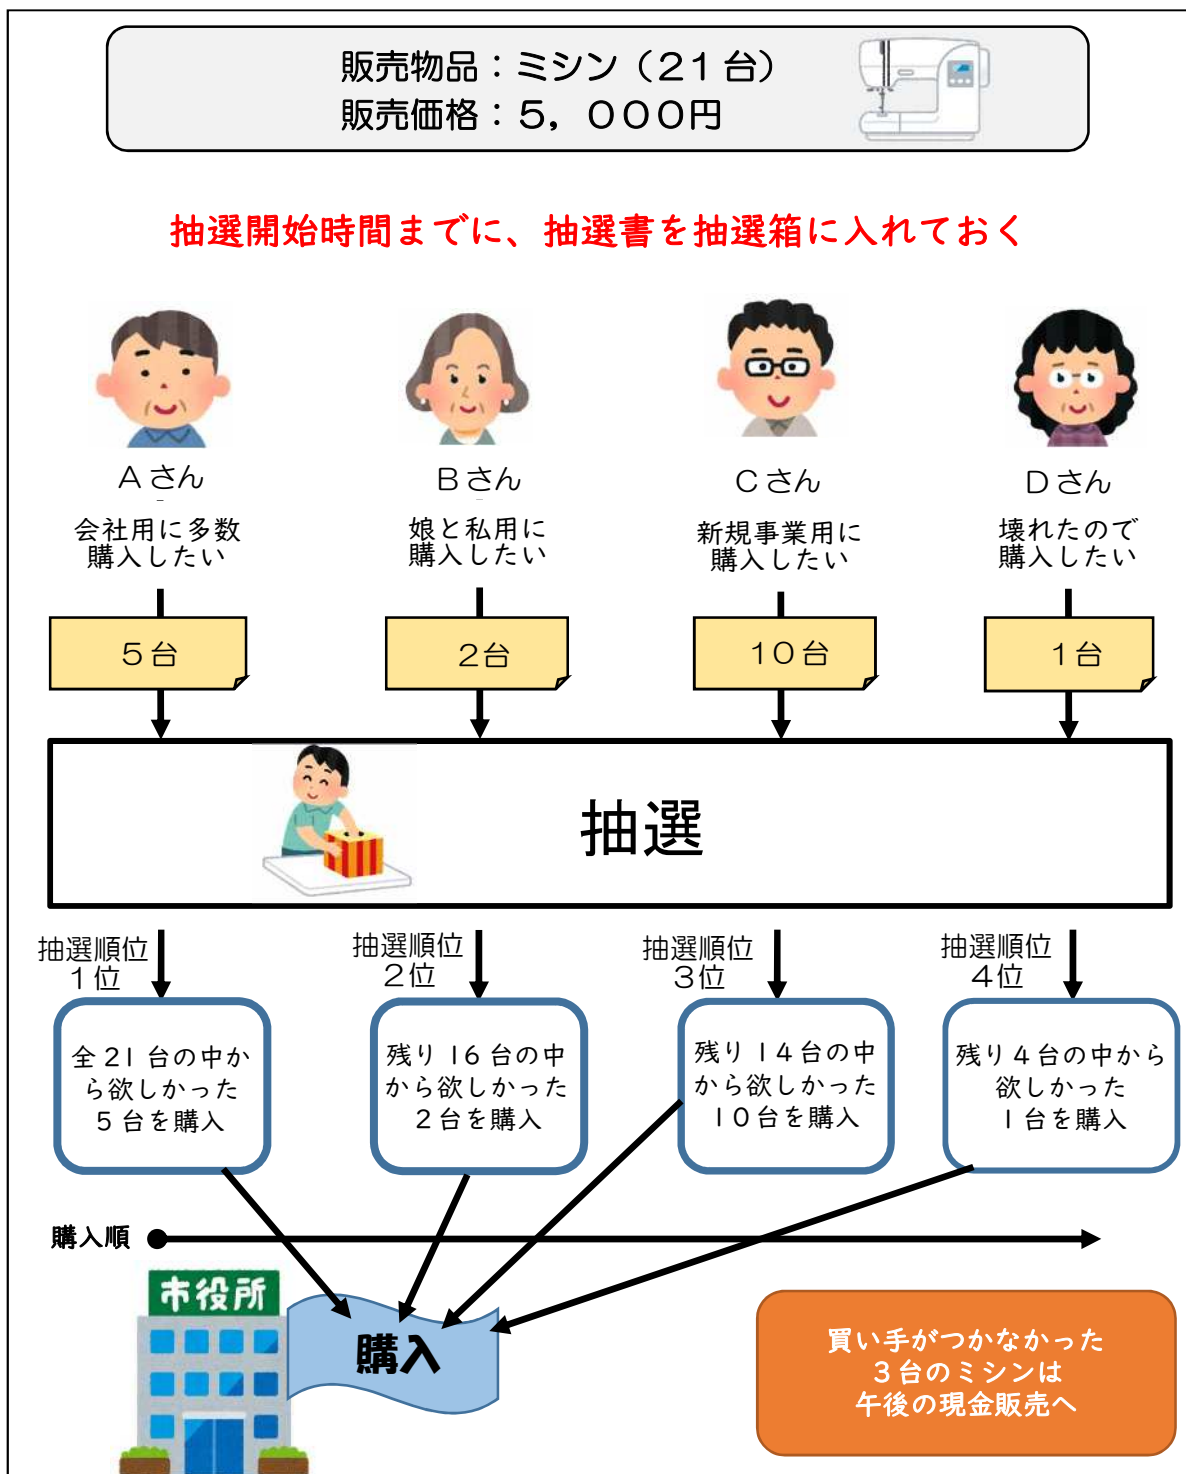 販売物品：ミシン（２１台）
販売価格：５，０００円
抽選開始時間までに、抽選書を抽選箱に入れておく
Ａさん
Ｂさん
Ｃさん
Ｄさん
会社用に多数
購入したい
娘と私用に
購入したい
新規事業用に
購入したい
壊れたので
購入したい
５台
２台
１０台
１台
抽選
抽選順位
１位
抽選順位
２位
抽選順位
３位
抽選順位
４位
全２１台の中か
ら欲しかった
５台を購入
残り１６台の中
から欲しかった
２台を購入
残り１４台の中
から欲しかった
１０台を購入
残り４台の中から
欲しかった
１台を購入
購入順
市役所
購入
買い手がつかなかった
３台のミシンは
午後の現金販売へ